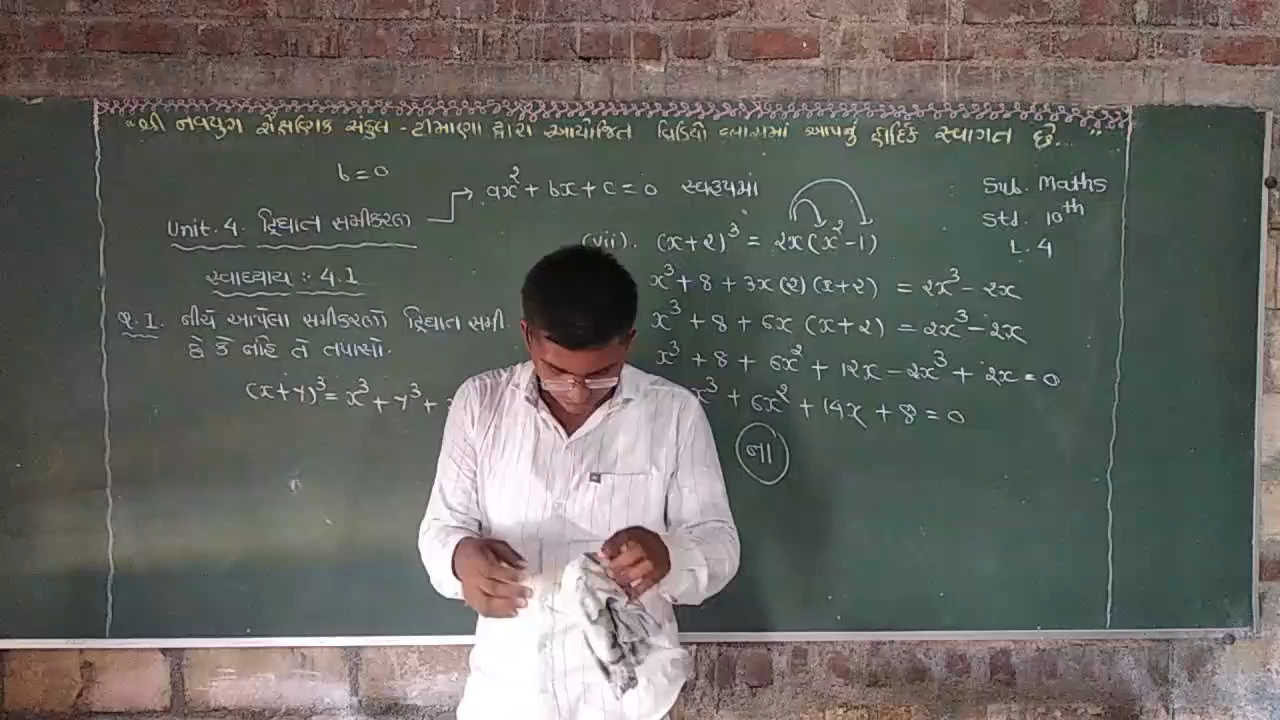 "શ્રી નવયુગ શૈક્ષણિક સંકુલ - ટીમાણા દ્વારા આયોજિત વિડિયો ક્લાસમાં આપનું હાર્દિક સ્વાગત છે..."
b = 0
ax² + bx + c = 0 સ્વરૂપમાં
Unit. 4. દ્વિઘાત સમીકરણ
સ્વાધ્યાય : 4.1
Q.1. નીચે આપેલા સમીકરણો દ્વિઘાત સમી.
છે કે નહિ તે તપાસો.
(x+y)³ = x³ + y³ +
(vii). (x+2)³ = 2x(x²-1)
x³ + 8 + 3x(2)(x+2) = 2x³ - 2x
x³ + 8 + 6x (x+2) = 2x³ - 2x
x³ + 8 + 6x² + 12x - 2x³ + 2x = 0
x³ + 6x² + 14x + 8 = 0
ના
Sub. Maths
Std. 10th
L. 4